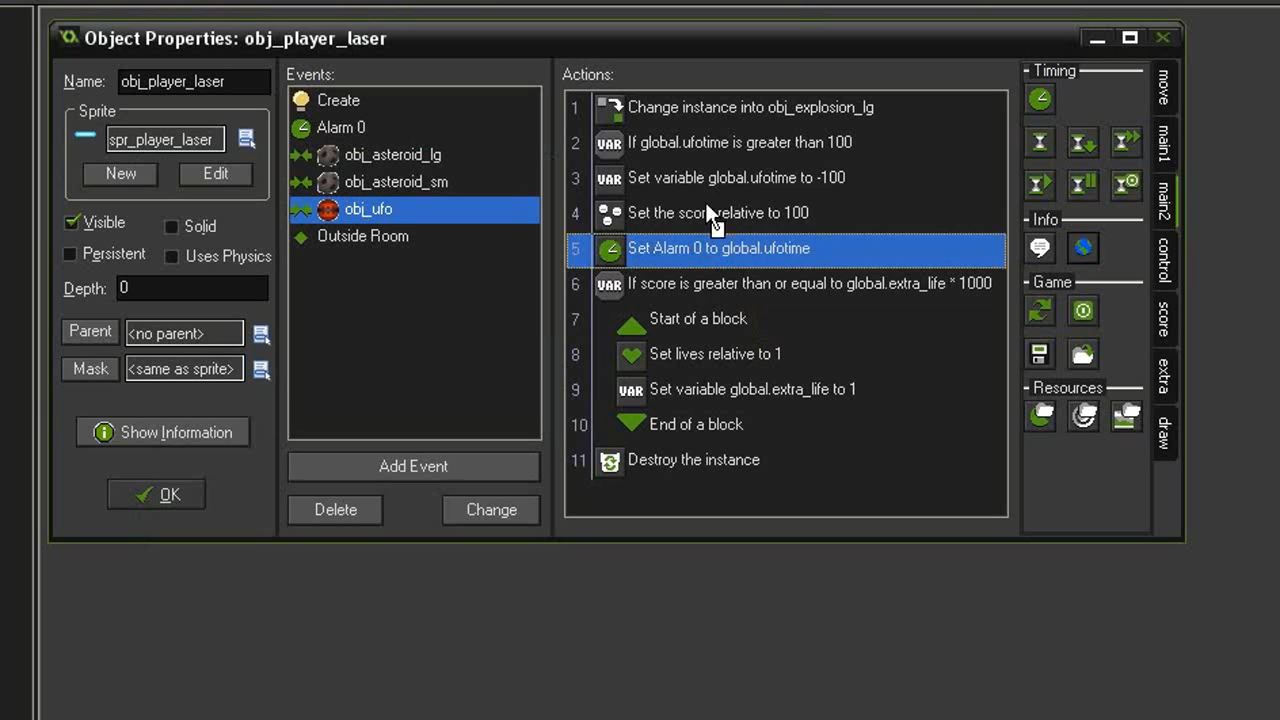 Object Properties: obj_player_laser
Name: obj_player_laser
Sprite
spr_player_laser
New Edit
Visible Solid
Persistent Uses Physics
Depth: 0
Parent <no parent>
Mask <same as sprite>
Show Information
OK
Events:
Create
Alarm 0
obj_asteroid_lg
obj_asteroid_sm
obj_ufo
Outside Room
Add Event
Delete Change
Actions:
1 Change instance into obj_explosion_lg
2 If global.ufotime is greater than 100
3 Set variable global.ufotime to -100
4 Set the score relative to 100
5 Set Alarm 0 to global.ufotime
6 If score is greater than or equal to global.extra_life * 1000
7 Start of a block
8 Set lives relative to 1
9 Set variable global.extra_life to 1
10 End of a block
11 Destroy the instance
VAR
VAR
VAR
VAR
Timing
Info
Game
Resources
move
main1
main2
control
score
extra
draw